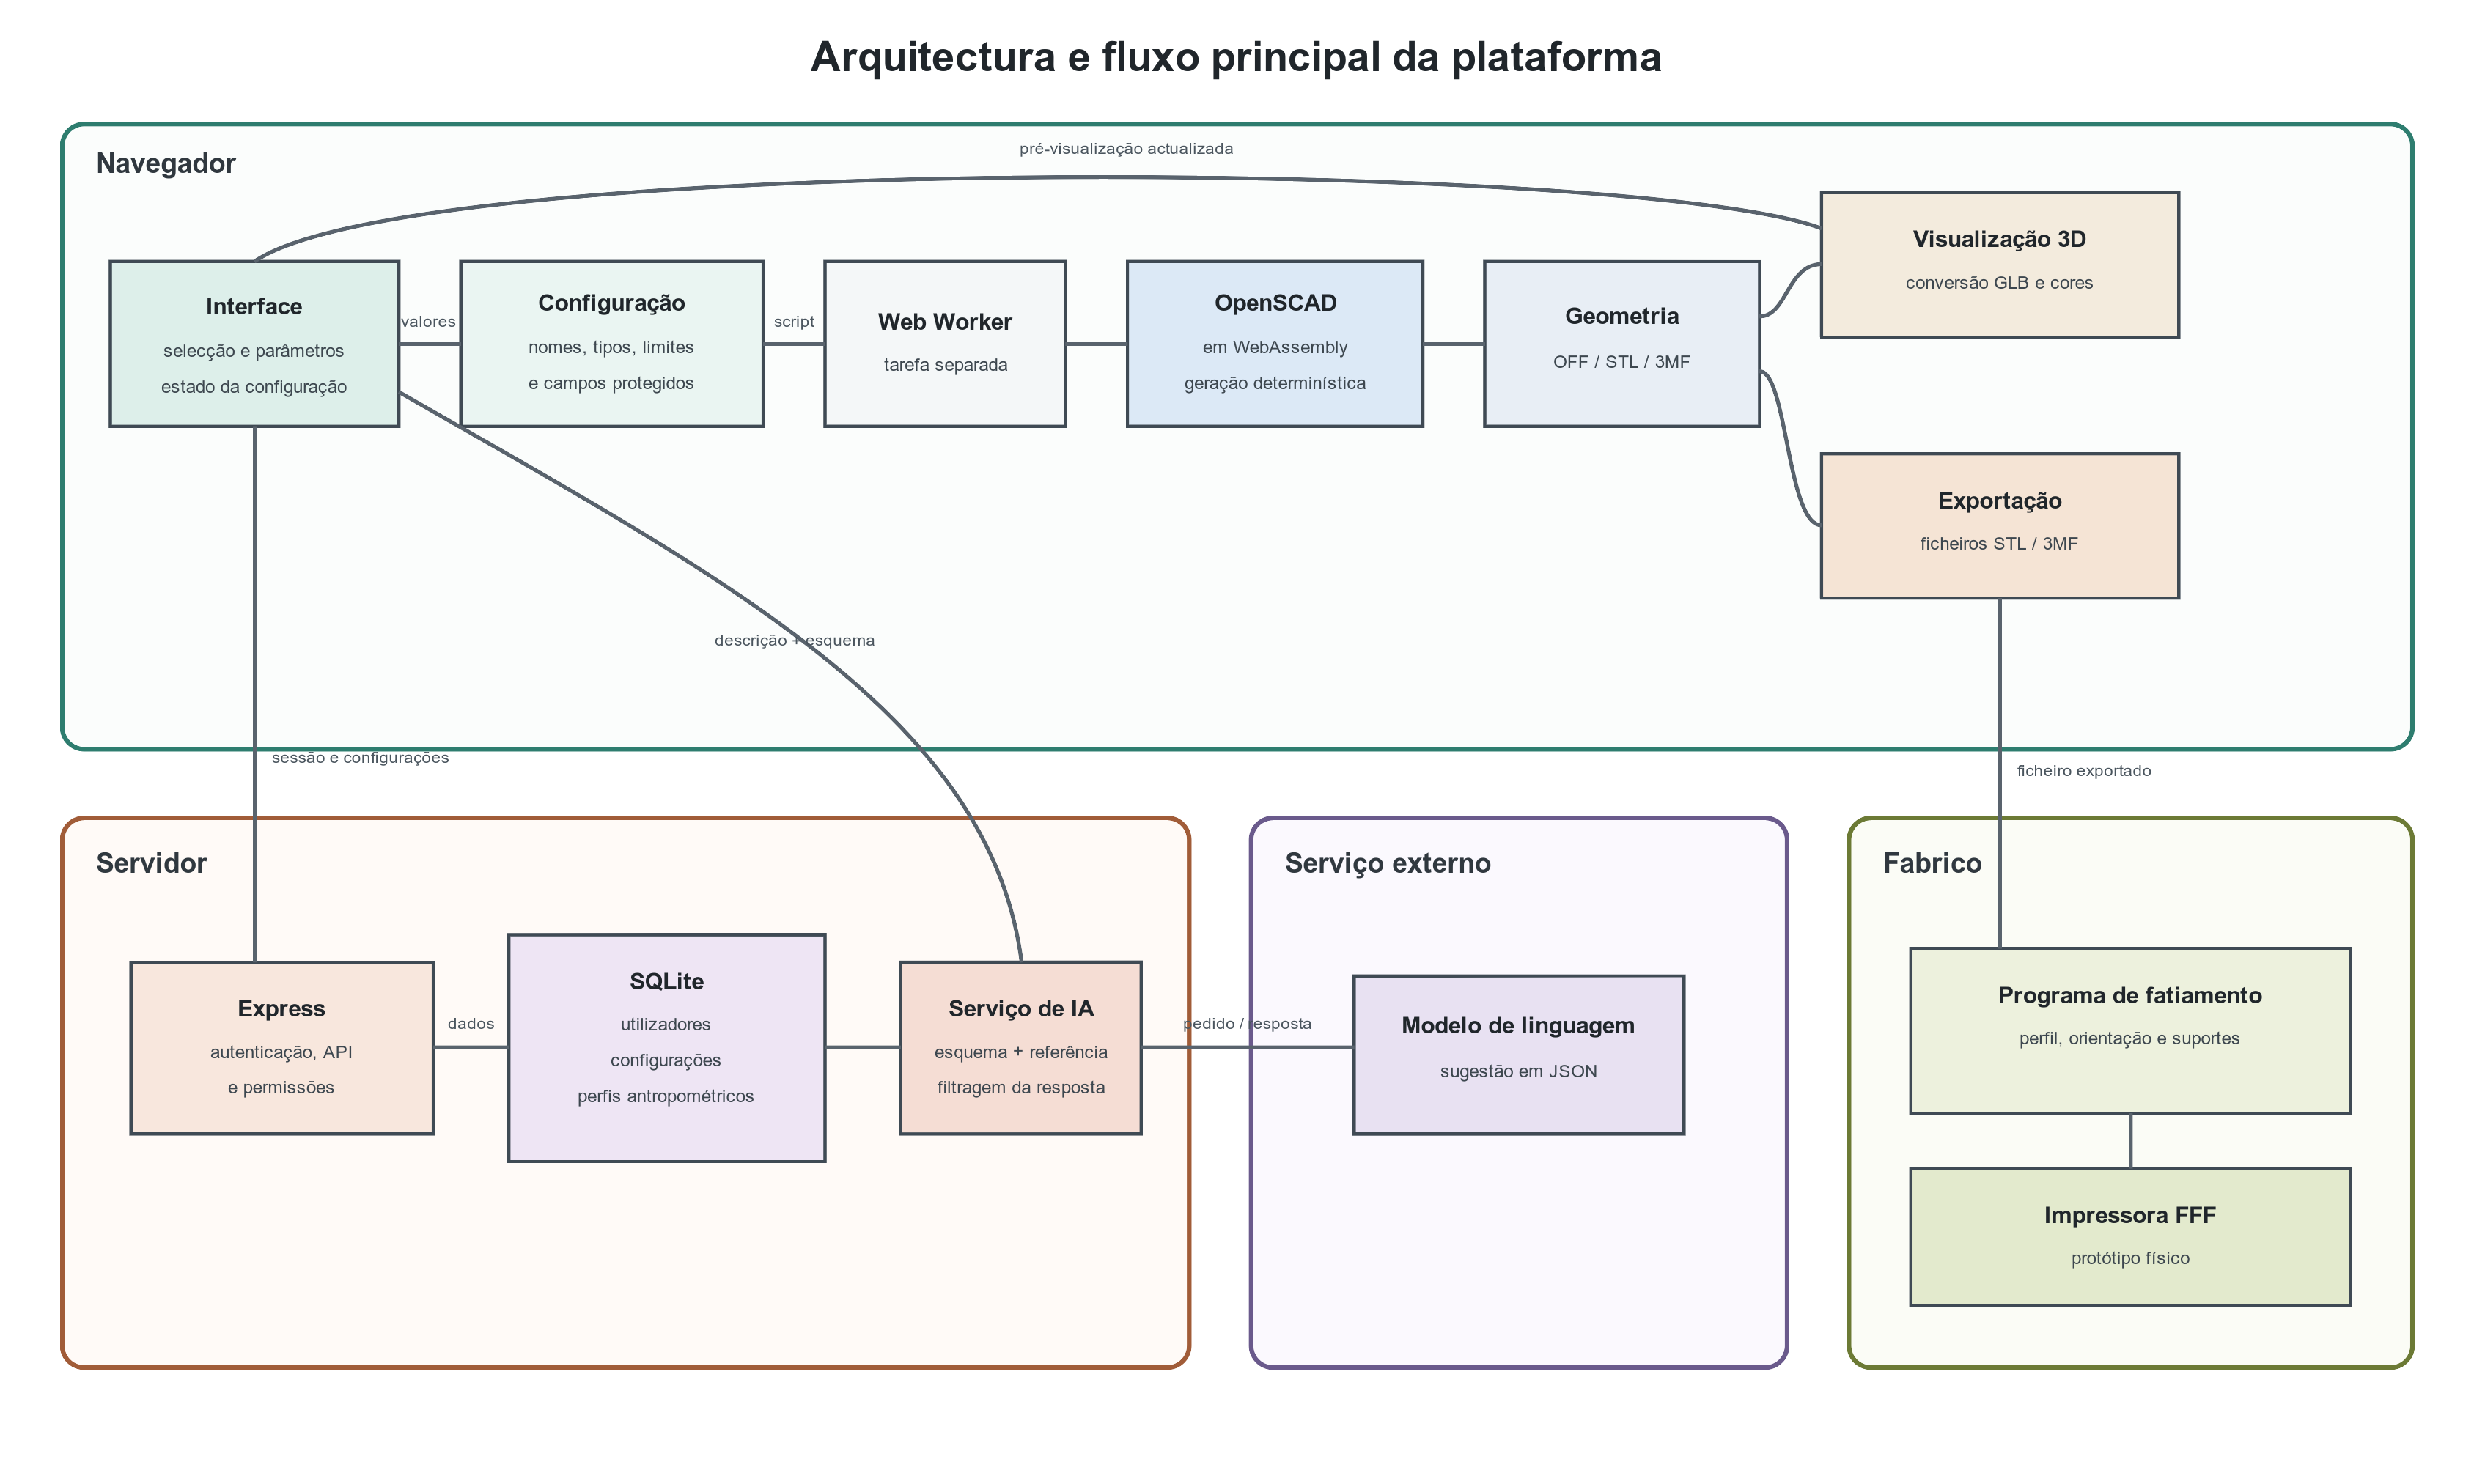 Arquitectura e fluxo principal da plataforma
Navegador
pré-visualização actualizada
Interface
selecção e parâmetros
estado da configuração
valores
Configuração
nomes, tipos, limites
e campos protegidos
script
Web Worker
tarefa separada
OpenSCAD
em WebAssembly
geração determinística
Geometria
OFF / STL / 3MF
Visualização 3D
conversão GLB e cores
Exportação
ficheiros STL / 3MF
descrição + esquema
sessão e configurações
ficheiro exportado
Servidor
Express
autenticação, API
e permissões
dados
SQLite
utilizadores
configurações
perfis antropométricos
Serviço de IA
esquema + referência
filtragem da resposta
pedido / resposta
Serviço externo
Modelo de linguagem
sugestão em JSON
Fabrico
Programa de fatiamento
perfil, orientação e suportes
Impressora FFF
protótipo físico